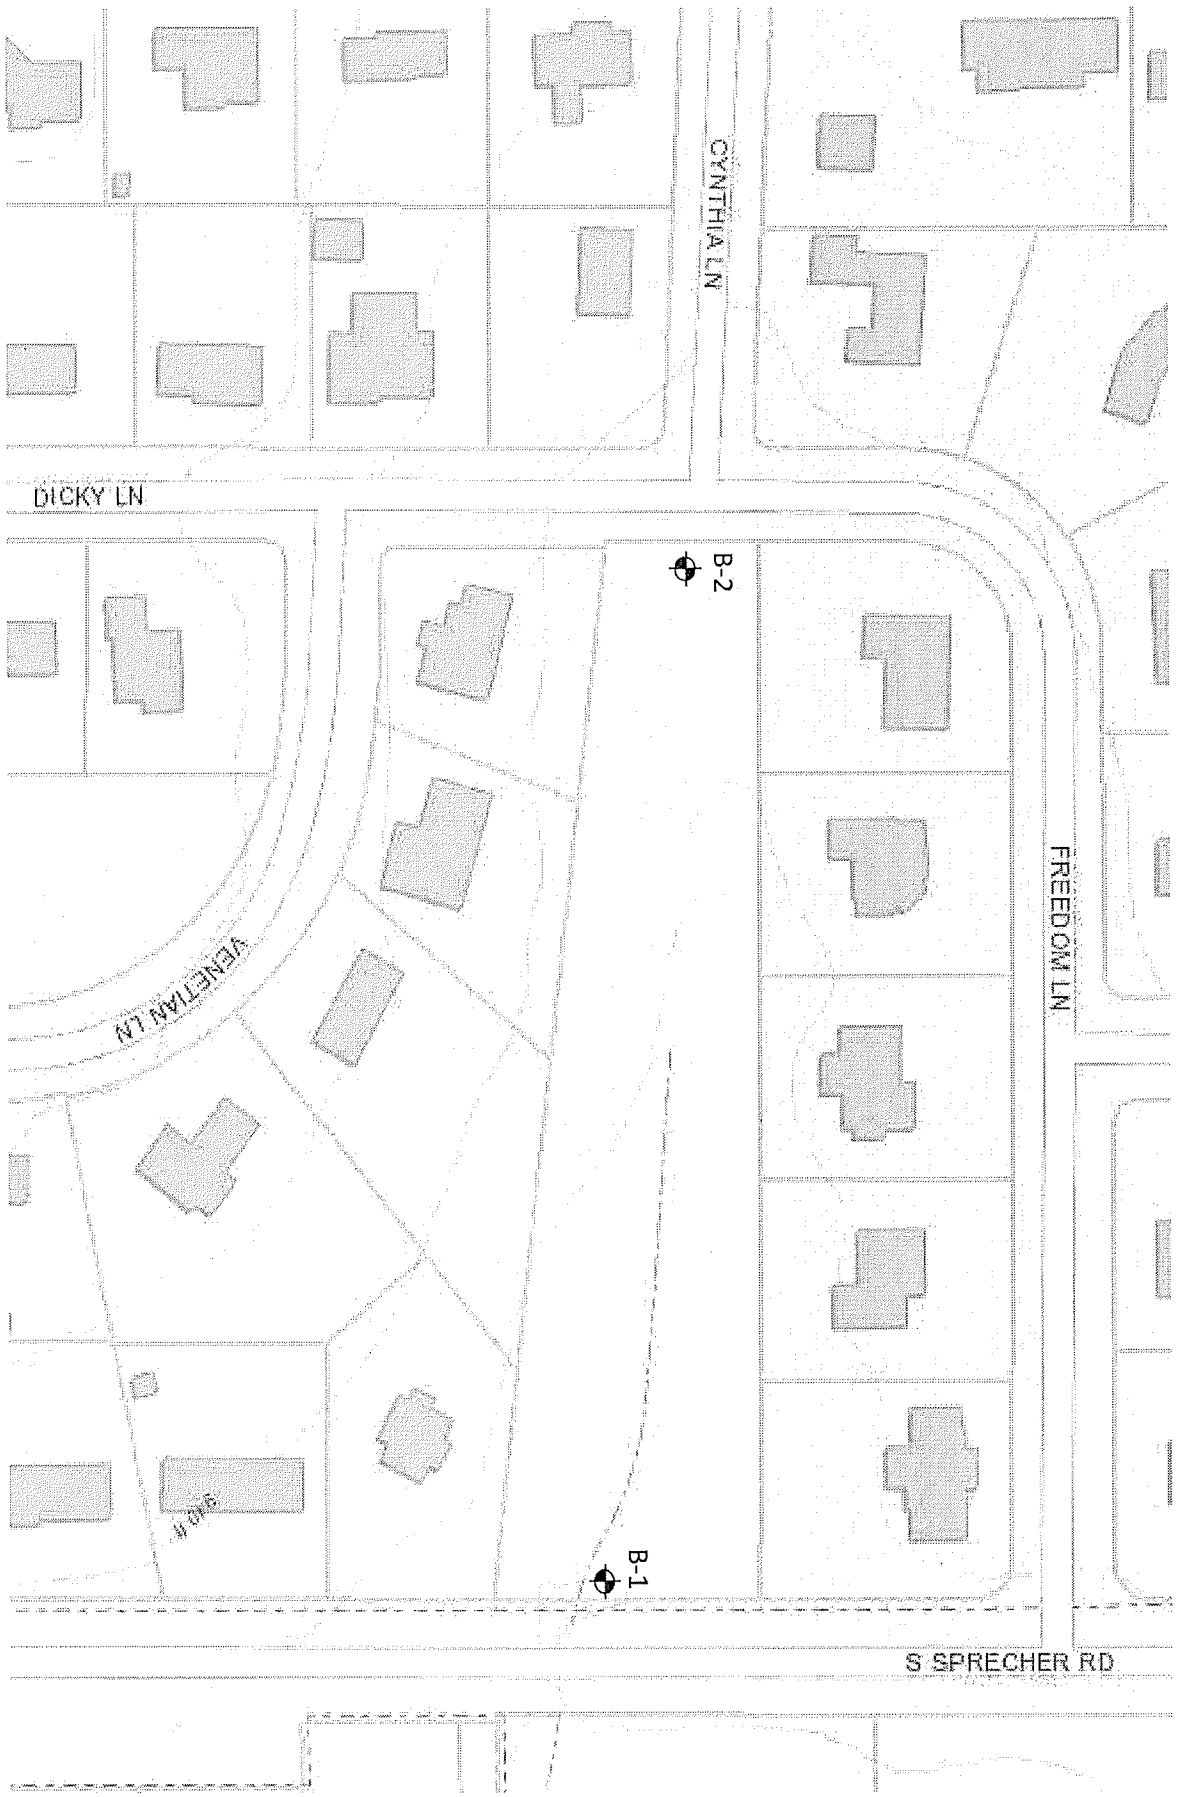 CYNTHIA LN
DICKY LN
B-2
FREEDOM LN
VENETIAN LN
B-1
S SPRECHER RD